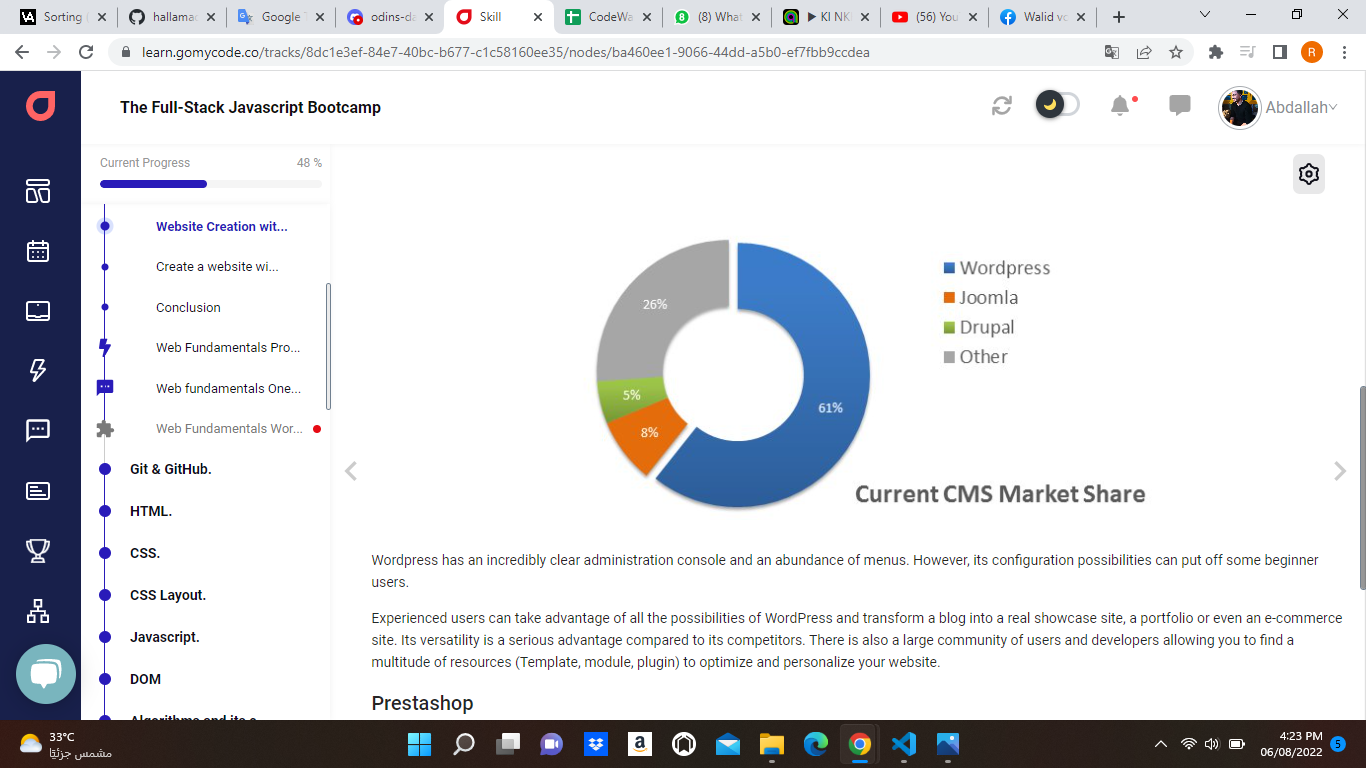 Sorting (
hallamac
Google T
odins-da
Skill
CodeWa
(8) What
▶ KI NK
(56) You
Walid vo
learn.gomycode.co/tracks/8dc1e3ef-84e7-40bc-b677-c1c58160ee35/nodes/ba460ee1-9066-44dd-a5b0-ef7fbb9ccdea
R
The Full-Stack Javascript Bootcamp
Abdallah
Current Progress 48 %
Website Creation wit...
Create a website wi...
Conclusion
Web Fundamentals Pro...
Web fundamentals One...
Web Fundamentals Wor...
Git & GitHub.
HTML.
CSS.
CSS Layout.
Javascript.
DOM
Algorithms and its c
26%
5%
8%
61%
Wordpress
Joomla
Drupal
Other
Current CMS Market Share
Wordpress has an incredibly clear administration console and an abundance of menus. However, its configuration possibilities can put off some beginner
users.
Experienced users can take advantage of all the possibilities of WordPress and transform a blog into a real showcase site, a portfolio or even an e-commerce
site. Its versatility is a serious advantage compared to its competitors. There is also a large community of users and developers allowing you to find a
multitude of resources (Template, module, plugin) to optimize and personalize your website.
Prestashop
33°C
مشمس جزئيًا
4:23 PM
06/08/2022
5